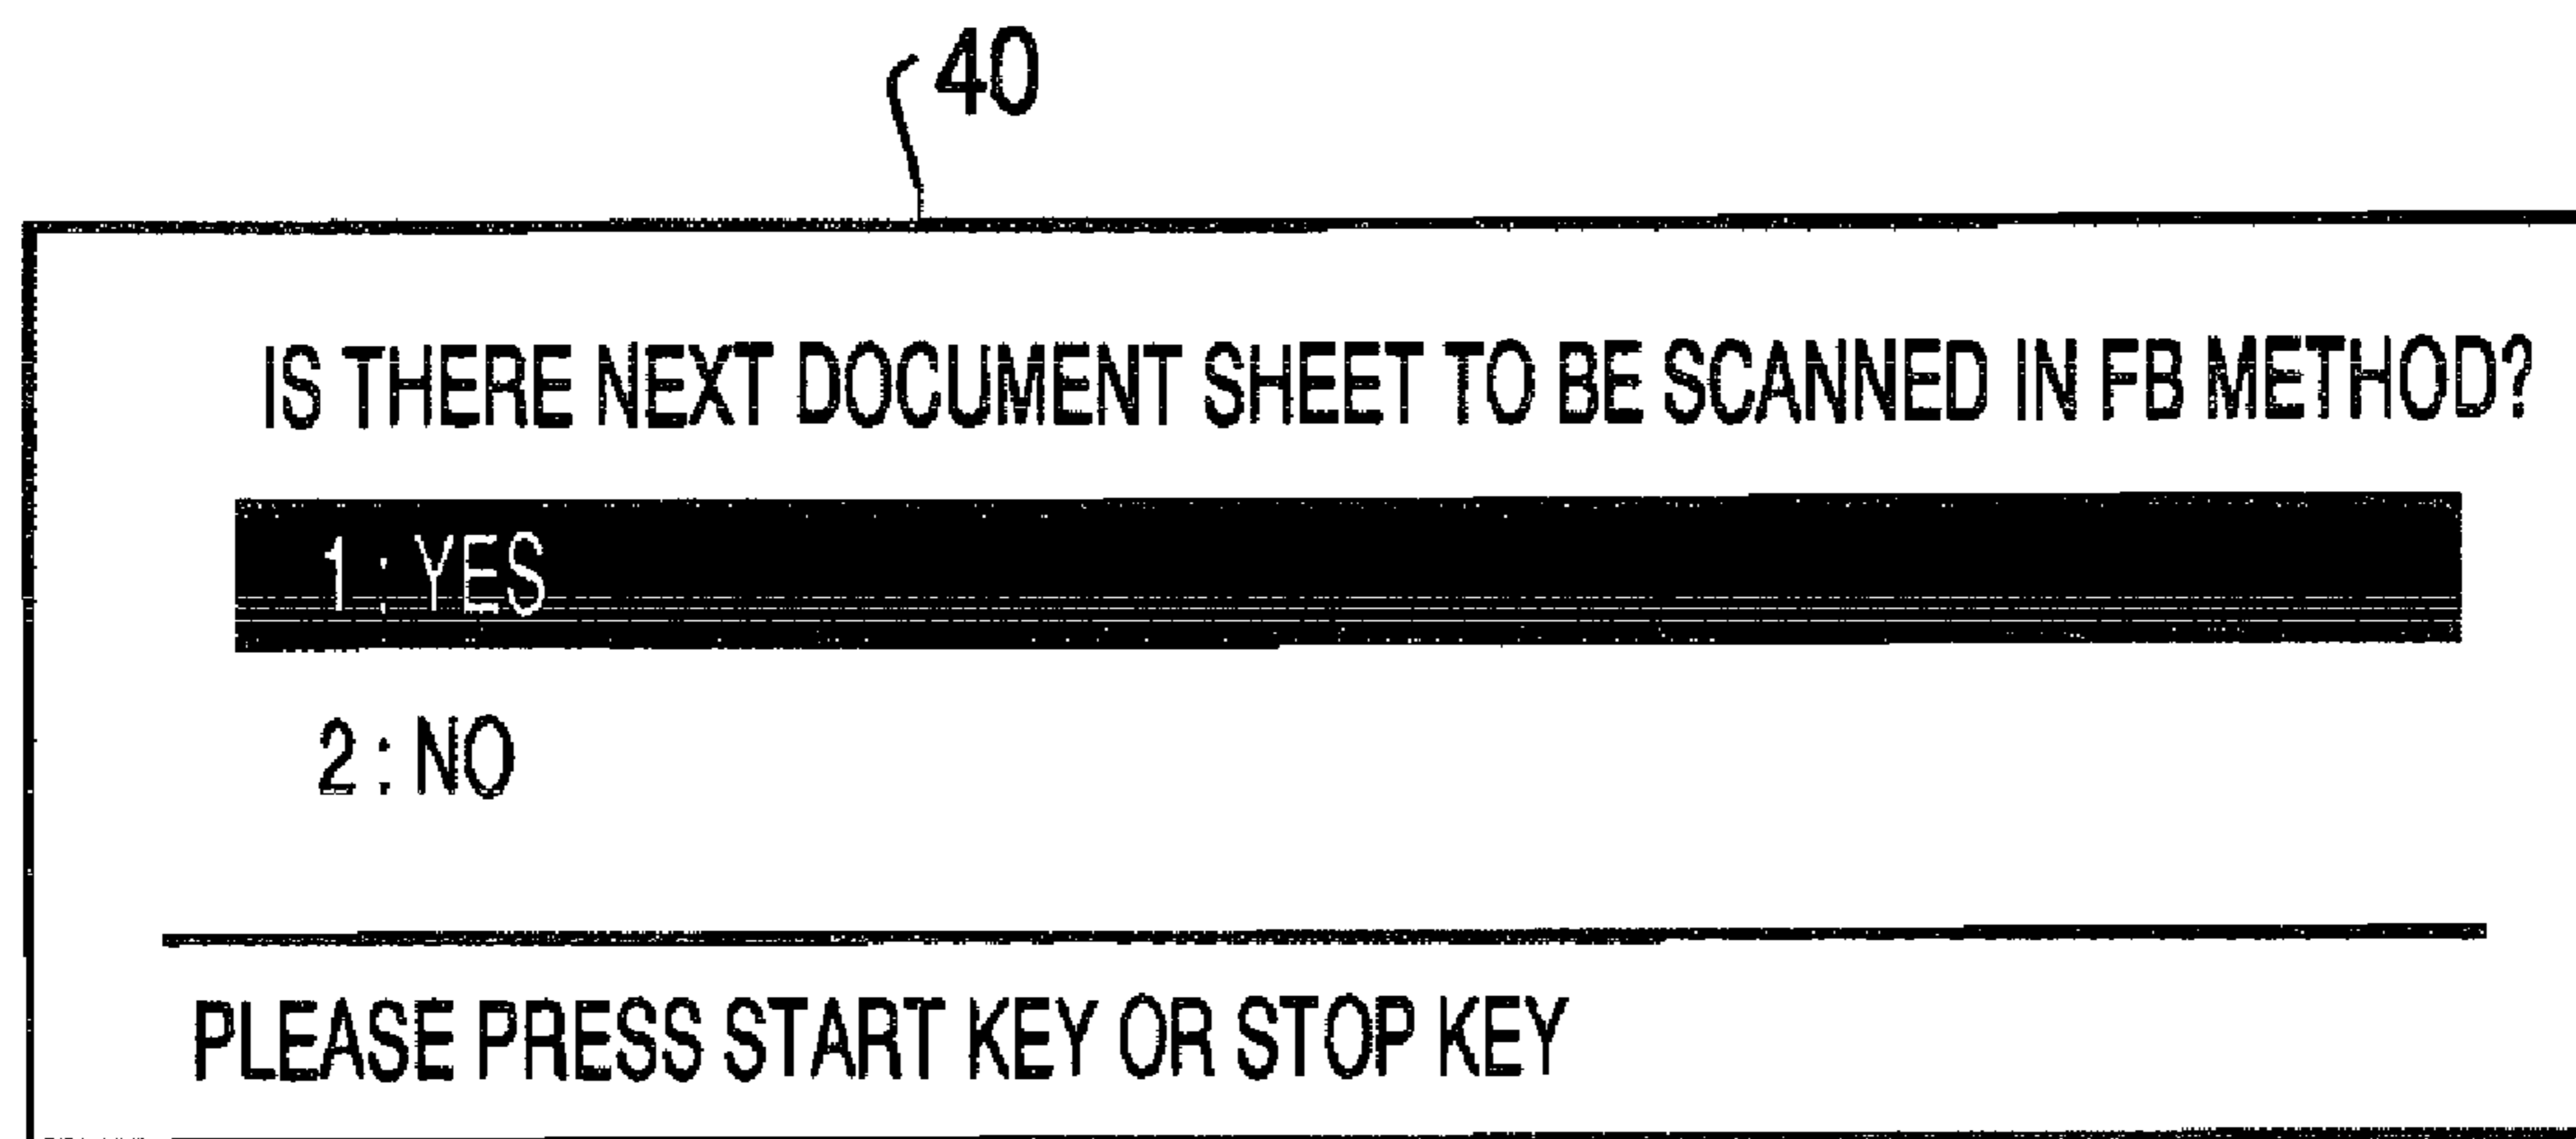 40
IS THERE NEXT DOCUMENT SHEET TO BE SCANNED IN FB METHOD?
1 : YES
2 : NO
PLEASE PRESS START KEY OR STOP KEY